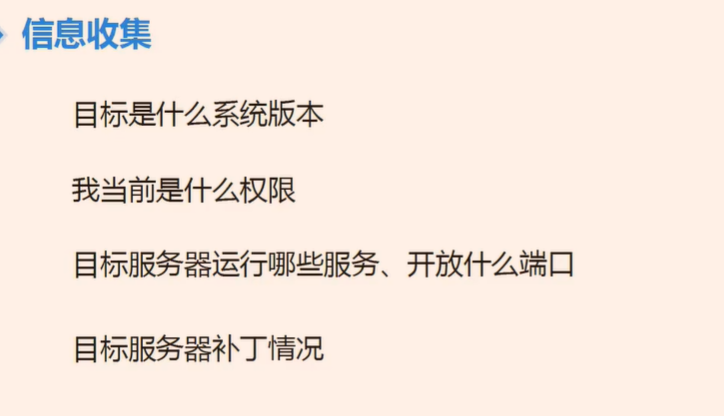 信息收集
目标是什么系统版本
我当前是什么权限
目标服务器运行哪些服务、开放什么端口
目标服务器补丁情况